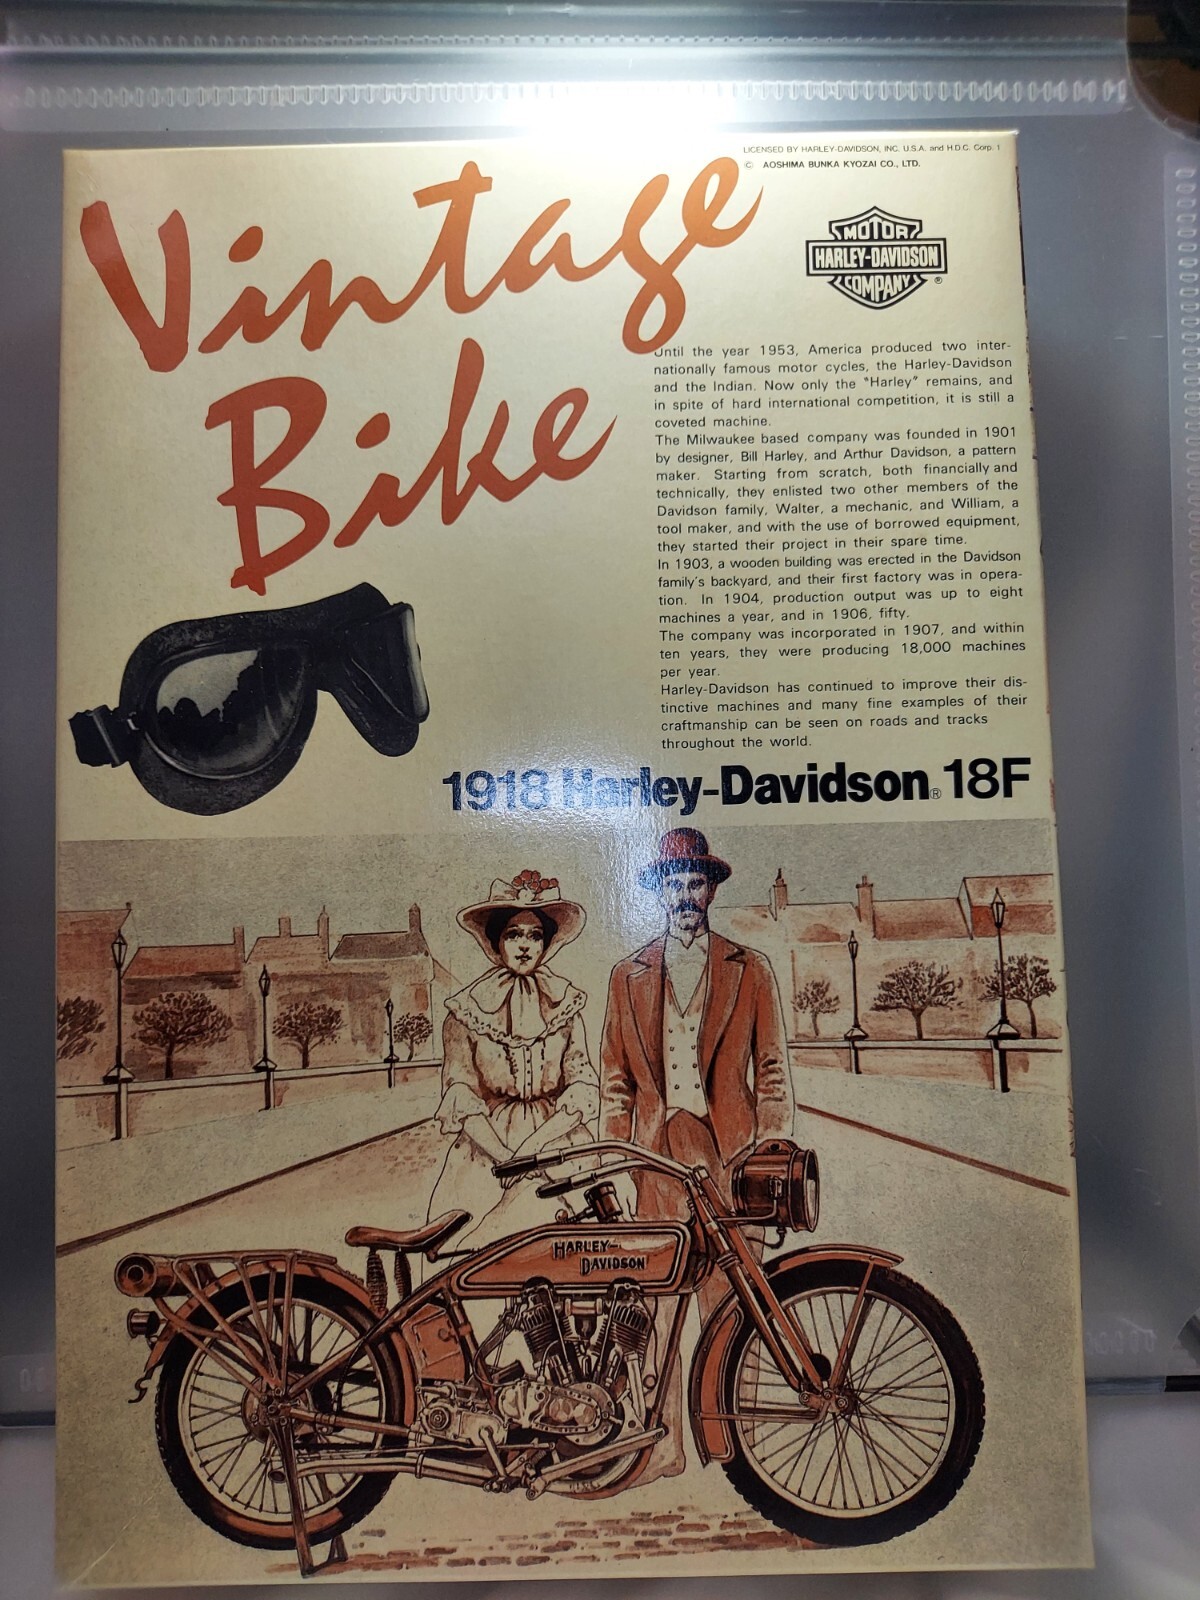 LICENSED BY HARLEY-DAVIDSON, INC. U.S.A. and H.D.C. Corp. 1
© AOSHIMA BUNKA KYOZAI CO., LTD.
Vintage
Bike
MOTOR
HARLEY-DAVIDSON
COMPANY
®
Until the year 1953, America produced two inter-
nationally famous motor cycles, the Harley-Davidson
and the Indian. Now only the "Harley" remains, and
in spite of hard international competition, it is still a
coveted machine.
The Milwaukee based company was founded in 1901
by designer, Bill Harley, and Arthur Davidson, a pattern
maker. Starting from scratch, both financially and
technically, they enlisted two other members of the
Davidson family, Walter, a mechanic, and William, a
tool maker, and with the use of borrowed equipment,
they started their project in their spare time.
In 1903, a wooden building was erected in the Davidson
family's backyard, and their first factory was in opera-
tion. In 1904, production output was up to eight
machines a year, and in 1906, fifty.
The company was incorporated in 1907, and within
ten years, they were producing 18,000 machines
per year.
Harley-Davidson has continued to improve their dis-
tinctive machines and many fine examples of their
craftmanship can be seen on roads and tracks
throughout the world.
1918 Harley-Davidson® 18F
HARLEY-
DAVIDSON